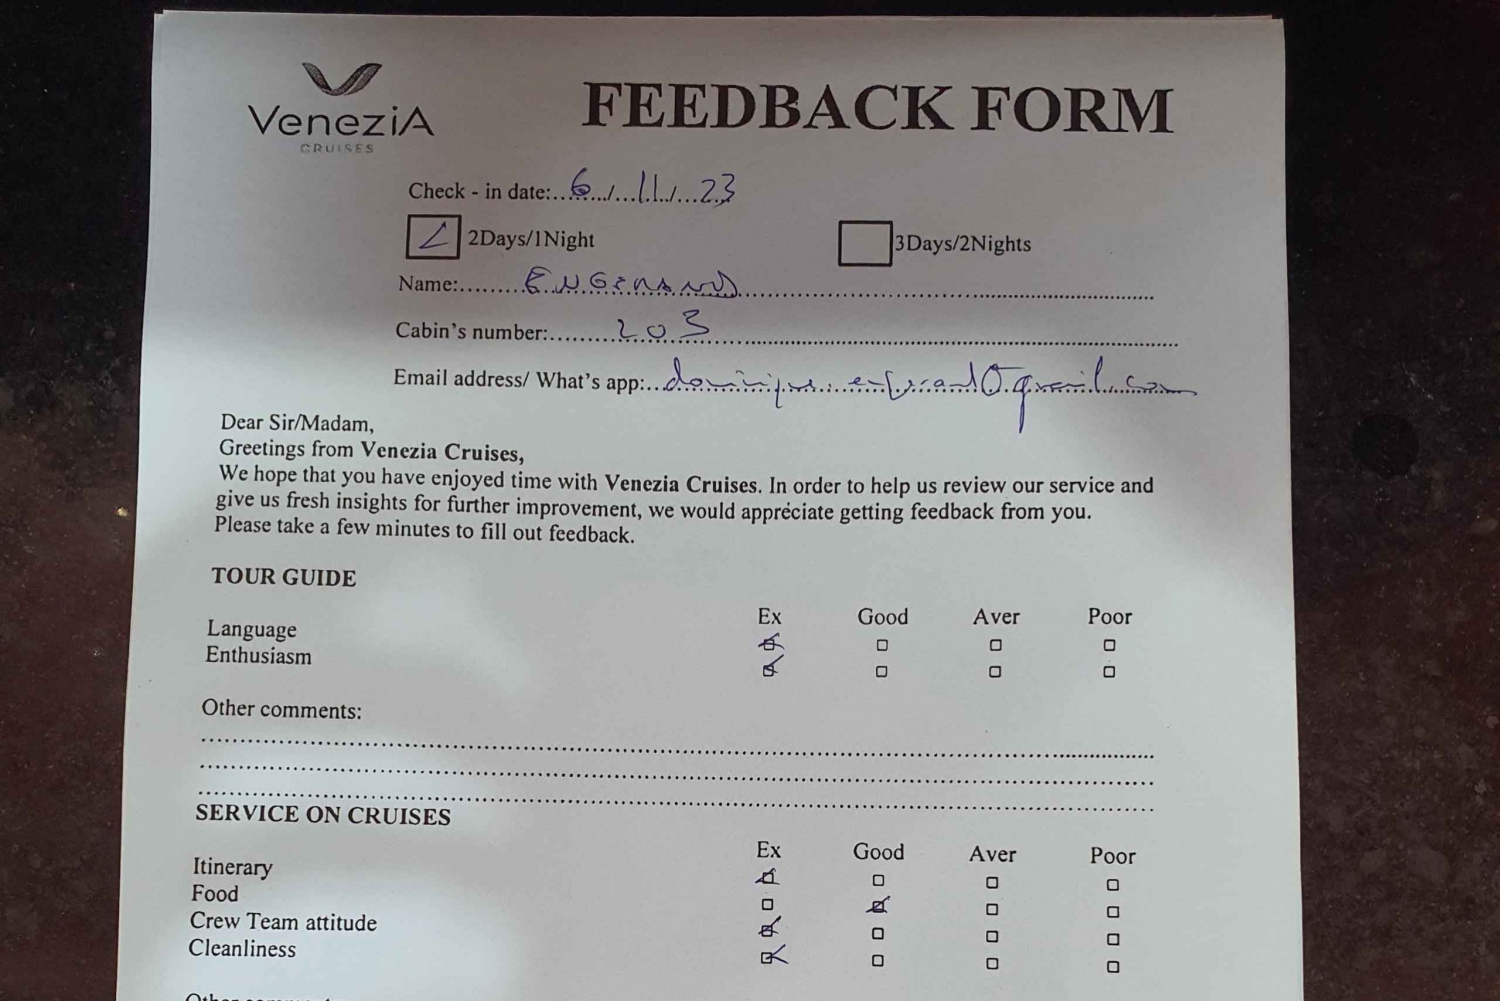 VeneziA
CRUISES
FEEDBACK FORM
Check - in date:...6.../...11.../...23
2Days/1Night 3Days/2Nights
Name:
Cabin's number: 203
Email address/ What's app:
Dear Sir/Madam,
Greetings from Venezia Cruises,
We hope that you have enjoyed time with Venezia Cruises. In order to help us review our service and
give us fresh insights for further improvement, we would appreciate getting feedback from you.
Please take a few minutes to fill out feedback.
TOUR GUIDE
Ex Good Aver Poor
Language
Enthusiasm
Other comments:
SERVICE ON CRUISES
Ex Good Aver Poor
Itinerary
Food
Crew Team attitude
Cleanliness